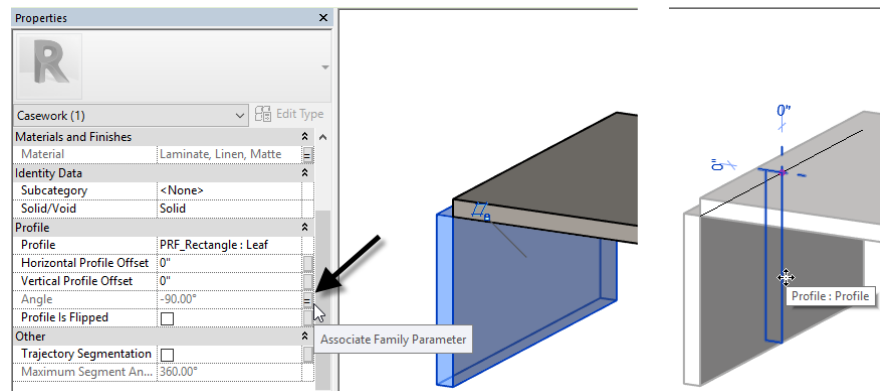 Properties ×
R
Casework (1) Edit Type
Materials and Finishes
Material Laminate, Linen, Matte =
Identity Data
Subcategory <None>
Solid/Void Solid
Profile
Profile PRF_Rectangle : Leaf
Horizontal Profile Offset 0"
Vertical Profile Offset 0"
Angle -90.00° =
Profile Is Flipped
Other
Trajectory Segmentation
Maximum Segment An... 360.00°
Associate Family Parameter
0"
0"
Profile : Profile